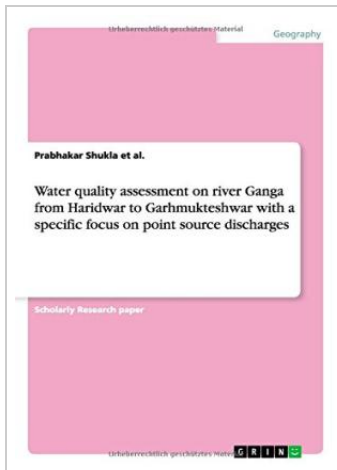 Urheberrechtlich geschütztes Material
Geography
Prabhakar Shukla et al.
Water quality assessment on river Ganga
from Haridwar to Garhmukteshwar with a
specific focus on point source discharges
Scholarly Research paper
Urheberrechtlich geschütztes Material
GRIN